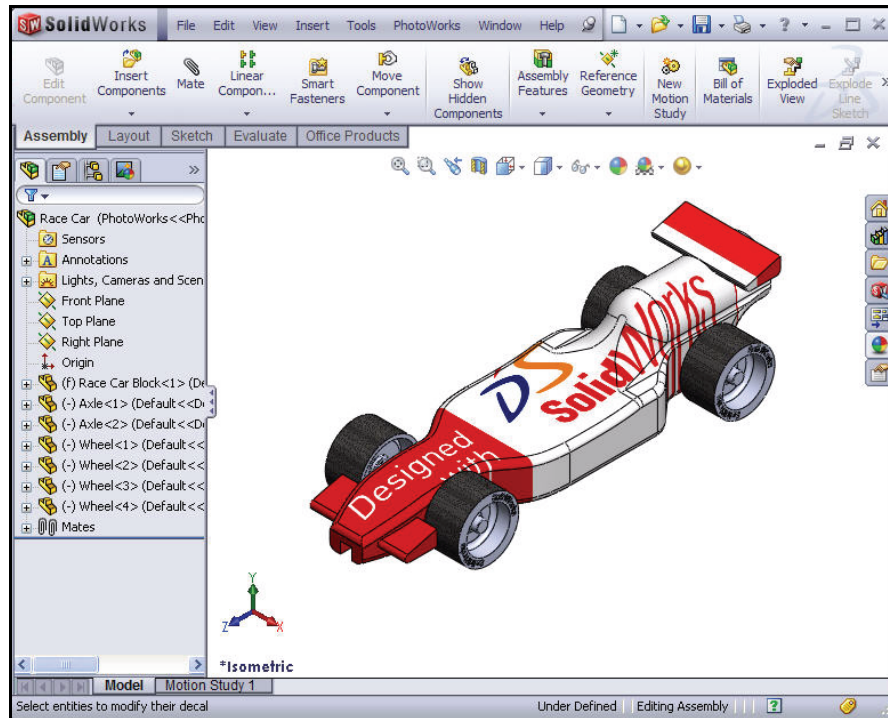 SolidWorks File Edit View Insert Tools PhotoWorks Window Help
Edit Component
Insert Components
Mate
Linear Compon...
Smart Fasteners
Move Component
Show Hidden Components
Assembly Features
Reference Geometry
New Motion Study
Bill of Materials
Exploded View
Explode Line Sketch
Assembly Layout Sketch Evaluate Office Products
Race Car (PhotoWorks<<Pho
Sensors
Annotations
Lights, Cameras and Scen
Front Plane
Top Plane
Right Plane
Origin
(f) Race Car Block<1> (De
(-) Axle<1> (Default<<D
(-) Axle<2> (Default<<D
(-) Wheel<1> (Default<<
(-) Wheel<2> (Default<<
(-) Wheel<3> (Default<<
(-) Wheel<4> (Default<<
Mates
Designed
with
DS
SolidWorks
Y
Z
X
*Isometric
Model Motion Study 1
Select entities to modify their decal Under Defined Editing Assembly